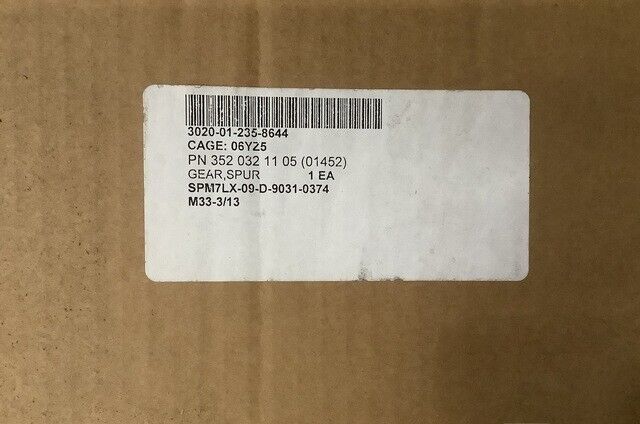 3020-01-235-8644
CAGE: 06YZ5
PN 352 032 11 05 (01452)
GEAR,SPUR 1 EA
SPM7LX-09-D-9031-0374
M33-3/13